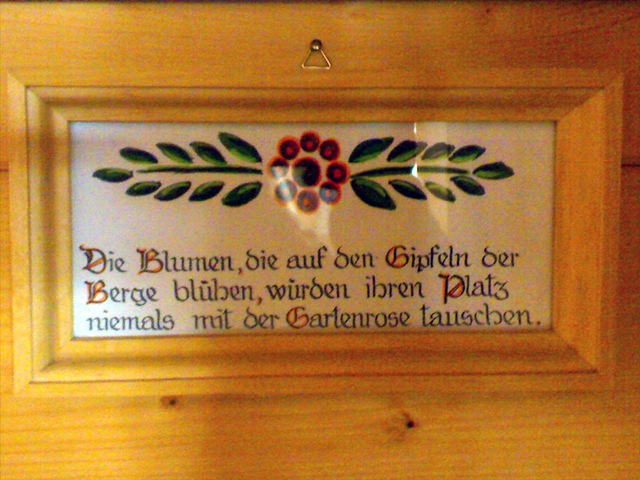 Die Blumen, die auf den Gipfeln der
Berge blühen, würden ihren Platz
niemals mit der Gartenrose tauschen.